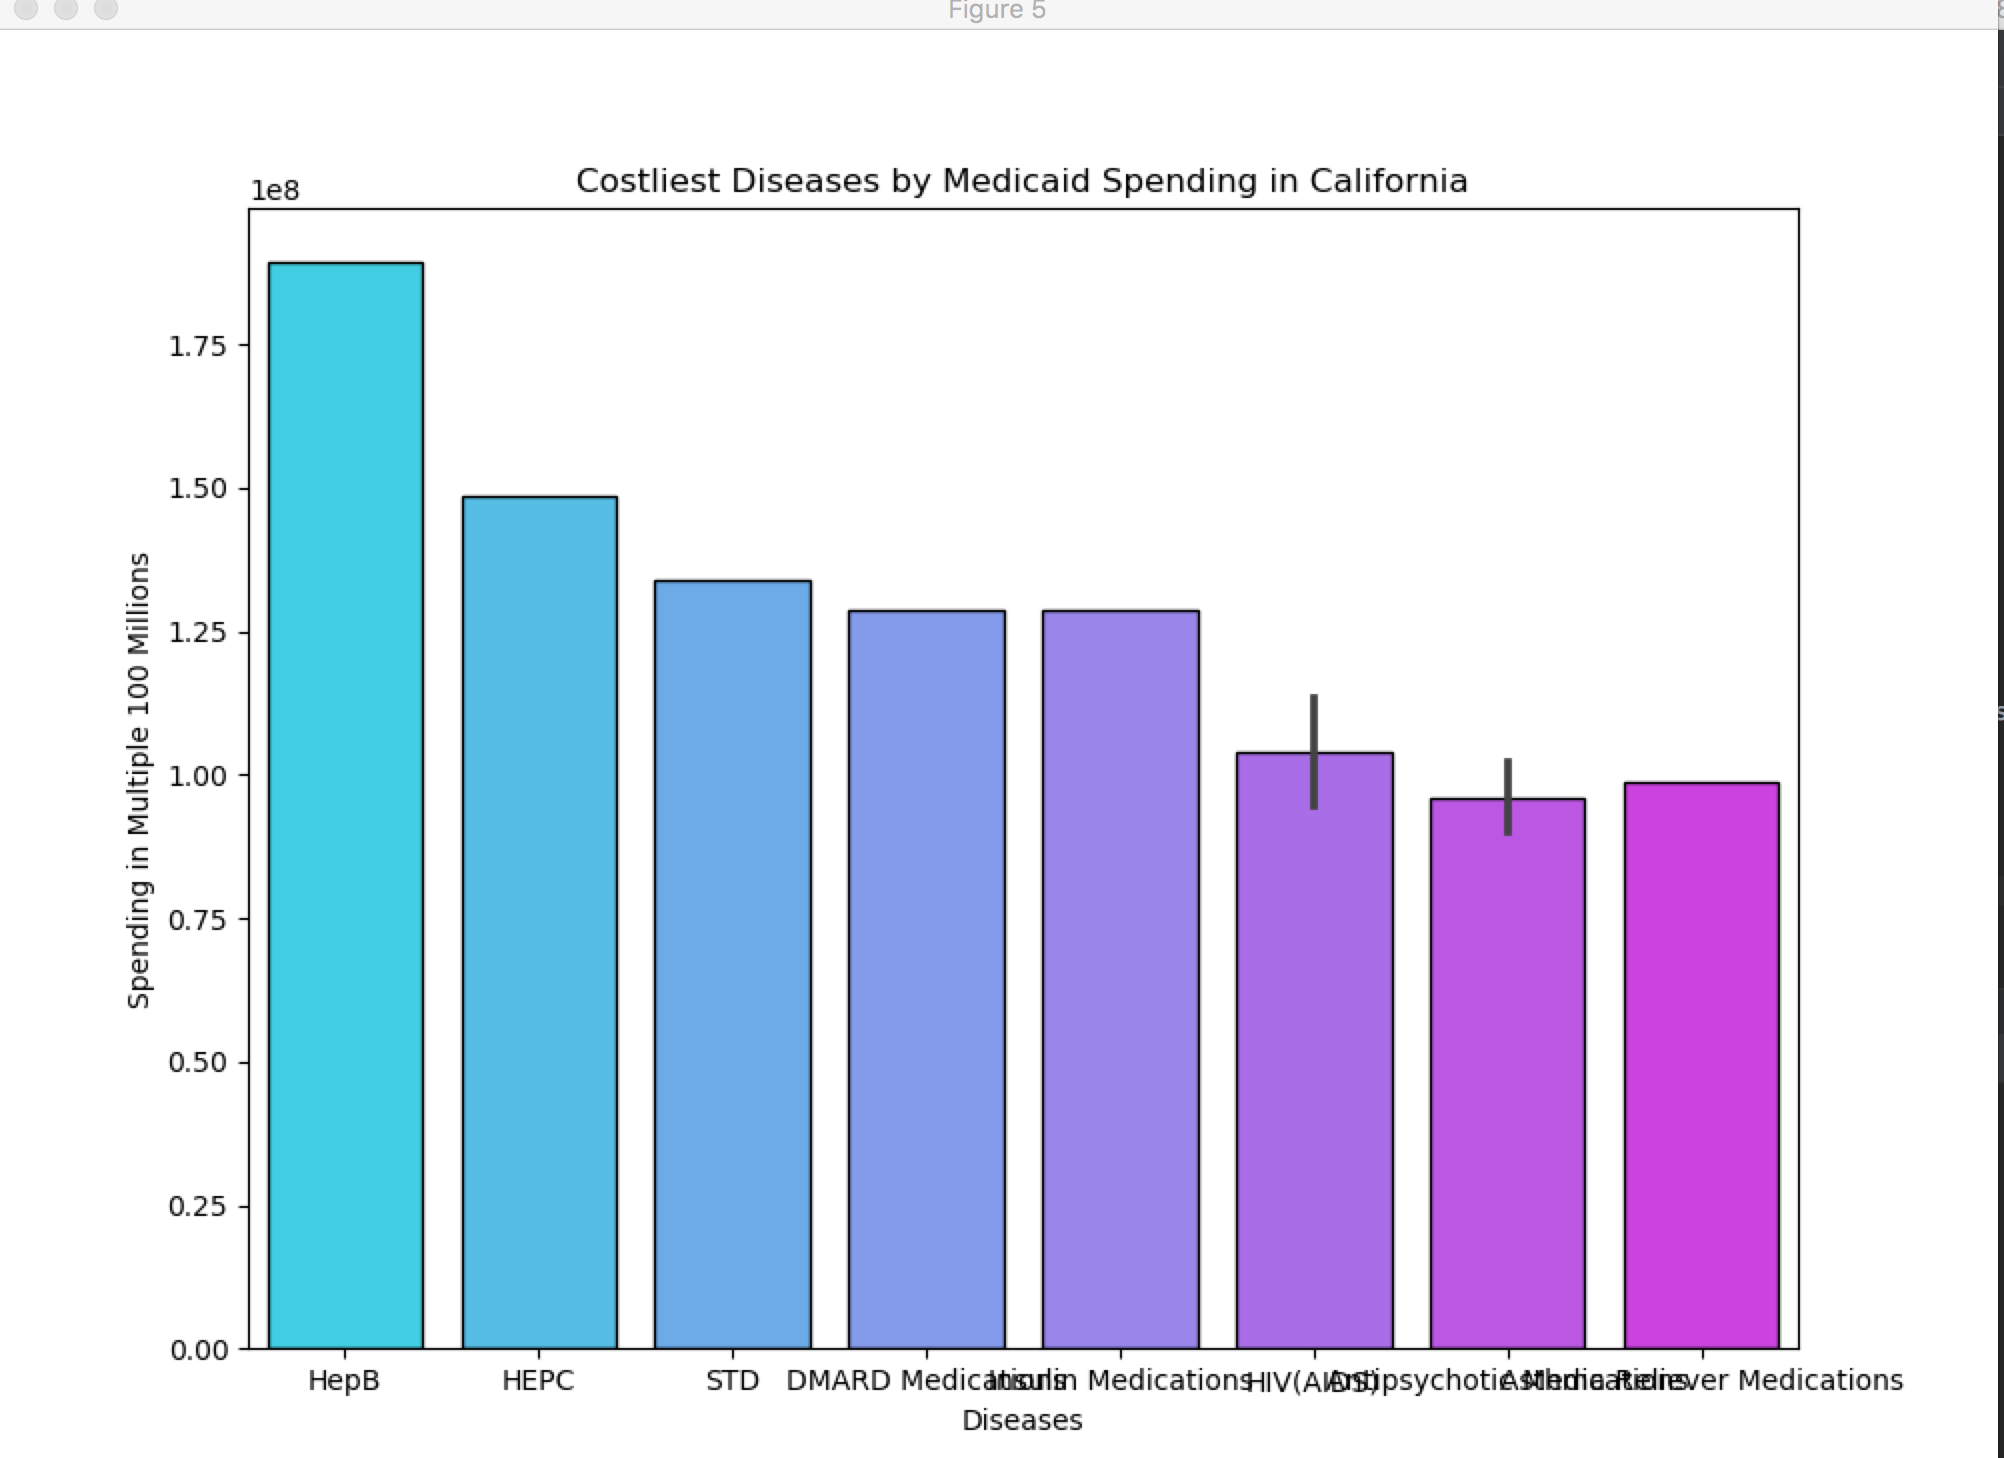 Figure 5
Costliest Diseases by Medicaid Spending in California
1e8
Spending in Multiple 100 Millions
1.75
1.50
1.25
1.00
0.75
0.50
0.25
0.00
HepB HEPC STD DMARD Medications Insulin Medications HIV(AIDS) Antipsychotic Medications Asthma Reliever Medications
Diseases